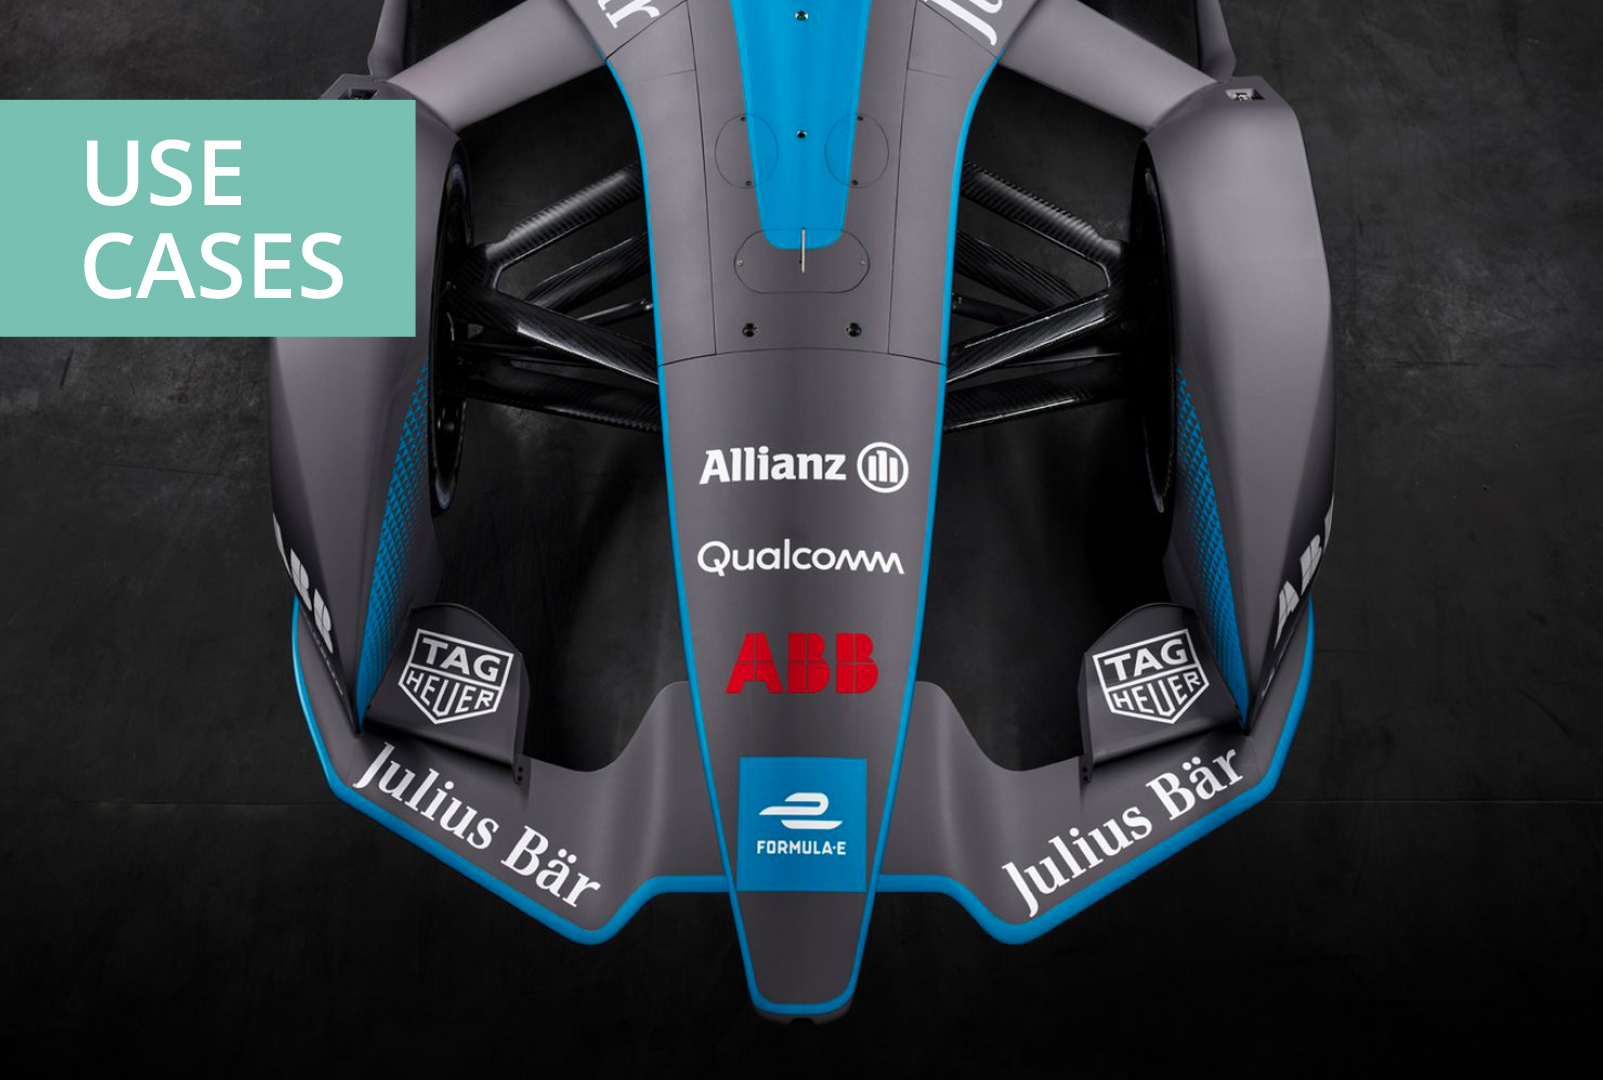 USE
CASES
Allianz
Qualcomm
ABB
TAG
HEUER
TAG
HEUER
Julius Bär
Julius Bär
FORMULA·E